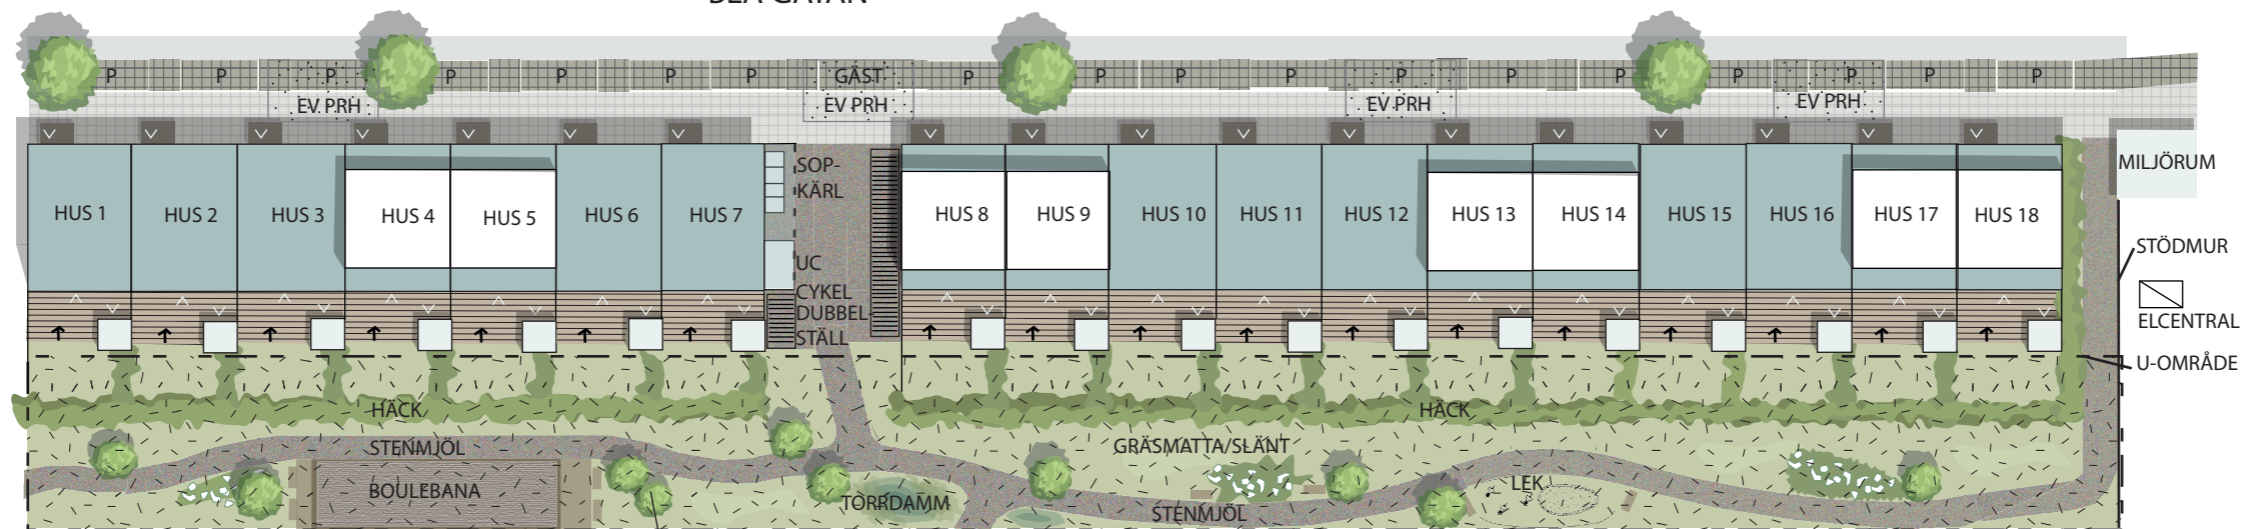 BLÅ GATAN
P P P P P P P GÄST P P P P P P P P P P P
EV PRH EV PRH EV PRH EV PRH
MILJÖRUM
SOP-
KÄRL
HUS 1 HUS 2 HUS 3 HUS 4 HUS 5 HUS 6 HUS 7 HUS 8 HUS 9 HUS 10 HUS 11 HUS 12 HUS 13 HUS 14 HUS 15 HUS 16 HUS 17 HUS 18
STÖDMUR
UC
CYKEL
DUBBEL-
STÄLL
ELCENTRAL
U-OMRÅDE
HÄCK HÄCK
STENMJÖL GRÄSMATTA/SLÄNT
BOULEBANA TORRDAMM LEK
STENMJÖL